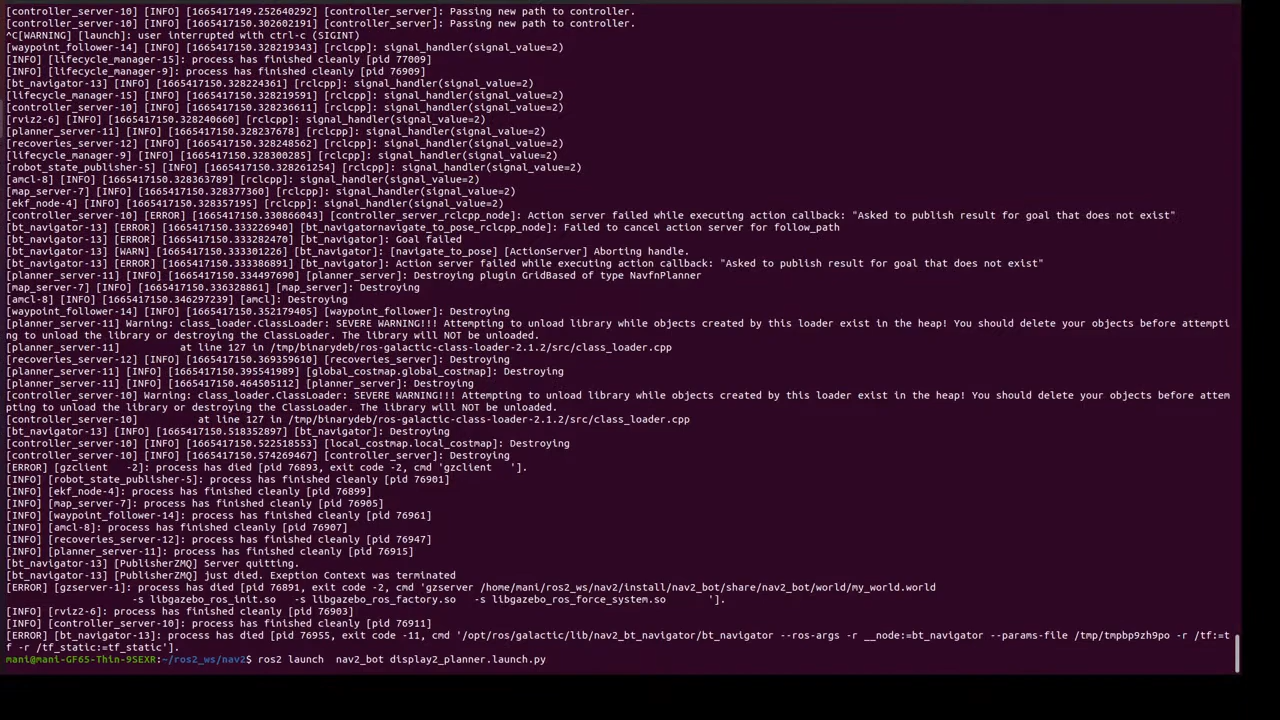 [controller_server-10] [INFO] [1665417149.252640292] [controller_server]: Passing new path to controller.
[controller_server-10] [INFO] [1665417150.302602191] [controller_server]: Passing new path to controller.
^C[WARNING] [launch]: user interrupted with ctrl-c (SIGINT)
[waypoint_follower-14] [INFO] [1665417150.328219343] [rclcpp]: signal_handler(signal_value=2)
[INFO] [lifecycle_manager-15]: process has finished cleanly [pid 77009]
[INFO] [lifecycle_manager-9]: process has finished cleanly [pid 76909]
[bt_navigator-13] [INFO] [1665417150.328224361] [rclcpp]: signal_handler(signal_value=2)
[lifecycle_manager-15] [INFO] [1665417150.328219591] [rclcpp]: signal_handler(signal_value=2)
[controller_server-10] [INFO] [1665417150.328236611] [rclcpp]: signal_handler(signal_value=2)
[rviz2-6] [INFO] [1665417150.328240660] [rclcpp]: signal_handler(signal_value=2)
[planner_server-11] [INFO] [1665417150.328237678] [rclcpp]: signal_handler(signal_value=2)
[recoveries_server-12] [INFO] [1665417150.328248562] [rclcpp]: signal_handler(signal_value=2)
[lifecycle_manager-9] [INFO] [1665417150.328300285] [rclcpp]: signal_handler(signal_value=2)
[robot_state_publisher-5] [INFO] [1665417150.328261254] [rclcpp]: signal_handler(signal_value=2)
[amcl-8] [INFO] [1665417150.328363789] [rclcpp]: signal_handler(signal_value=2)
[map_server-7] [INFO] [1665417150.328377360] [rclcpp]: signal_handler(signal_value=2)
[ekf_node-4] [INFO] [1665417150.328357195] [rclcpp]: signal_handler(signal_value=2)
[controller_server-10] [ERROR] [1665417150.330866043] [controller_server_rclcpp_node]: Action server failed while executing action callback: "Asked to publish result for goal that does not exist"
[bt_navigator-13] [ERROR] [1665417150.333226940] [bt_navigatornavigate_to_pose_rclcpp_node]: Failed to cancel action server for follow_path
[bt_navigator-13] [ERROR] [1665417150.333282470] [bt_navigator]: Goal failed
[bt_navigator-13] [WARN] [1665417150.333301226] [bt_navigator]: [navigate_to_pose] [ActionServer] Aborting handle.
[bt_navigator-13] [ERROR] [1665417150.333386891] [bt_navigator]: Action server failed while executing action callback: "Asked to publish result for goal that does not exist"
[planner_server-11] [INFO] [1665417150.334497690] [planner_server]: Destroying plugin GridBased of type NavfnPlanner
[map_server-7] [INFO] [1665417150.336328861] [map_server]: Destroying
[amcl-8] [INFO] [1665417150.346297239] [amcl]: Destroying
[waypoint_follower-14] [INFO] [1665417150.352179405] [waypoint_follower]: Destroying
[planner_server-11] Warning: class_loader.ClassLoader: SEVERE WARNING!!! Attempting to unload library while objects created by this loader exist in the heap! You should delete your objects before attempti
ng to unload the library or destroying the ClassLoader. The library will NOT be unloaded.
[planner_server-11]          at line 127 in /tmp/binarydeb/ros-galactic-class-loader-2.1.2/src/class_loader.cpp
[recoveries_server-12] [INFO] [1665417150.369359610] [recoveries_server]: Destroying
[planner_server-11] [INFO] [1665417150.395541989] [global_costmap.global_costmap]: Destroying
[planner_server-11] [INFO] [1665417150.464505112] [planner_server]: Destroying
[controller_server-10] Warning: class_loader.ClassLoader: SEVERE WARNING!!! Attempting to unload library while objects created by this loader exist in the heap! You should delete your objects before attem
pting to unload the library or destroying the ClassLoader. The library will NOT be unloaded.
[controller_server-10]          at line 127 in /tmp/binarydeb/ros-galactic-class-loader-2.1.2/src/class_loader.cpp
[bt_navigator-13] [INFO] [1665417150.518352897] [bt_navigator]: Destroying
[controller_server-10] [INFO] [1665417150.522518553] [local_costmap.local_costmap]: Destroying
[controller_server-10] [INFO] [1665417150.574269467] [controller_server]: Destroying
[ERROR] [gzclient   -2]: process has died [pid 76893, exit code -2, cmd 'gzclient   '].
[INFO] [robot_state_publisher-5]: process has finished cleanly [pid 76901]
[INFO] [ekf_node-4]: process has finished cleanly [pid 76899]
[INFO] [map_server-7]: process has finished cleanly [pid 76905]
[INFO] [waypoint_follower-14]: process has finished cleanly [pid 76961]
[INFO] [amcl-8]: process has finished cleanly [pid 76907]
[INFO] [recoveries_server-12]: process has finished cleanly [pid 76947]
[INFO] [planner_server-11]: process has finished cleanly [pid 76915]
[bt_navigator-13] [PublisherZMQ] Server quitting.
[bt_navigator-13] [PublisherZMQ] just died. Exeption Context was terminated
[ERROR] [gzserver-1]: process has died [pid 76891, exit code -2, cmd 'gzserver /home/mani/ros2_ws/nav2/install/nav2_bot/share/nav2_bot/world/my_world.world
-s libgazebo_ros_init.so   -s libgazebo_ros_factory.so   -s libgazebo_ros_force_system.so       '].
[INFO] [rviz2-6]: process has finished cleanly [pid 76903]
[INFO] [controller_server-10]: process has finished cleanly [pid 76911]
[ERROR] [bt_navigator-13]: process has died [pid 76955, exit code -11, cmd '/opt/ros/galactic/lib/nav2_bt_navigator/bt_navigator --ros-args -r __node:=bt_navigator --params-file /tmp/tmpbp9zh9po -r /tf:=t
f -r /tf_static:=tf_static'].
mani@mani-GF65-Thin-9SEXR:~/ros2_ws/nav2$ ros2 launch  nav2_bot display2_planner.launch.py